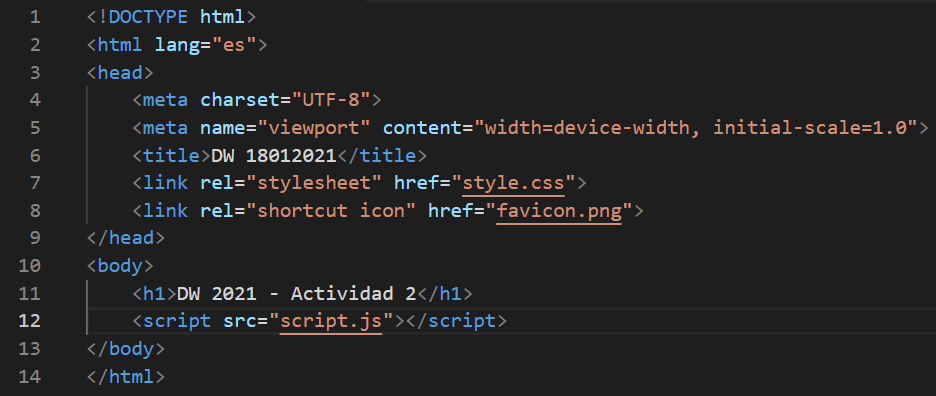 1 <!DOCTYPE html>
2 <html lang="es">
3 <head>
4     <meta charset="UTF-8">
5     <meta name="viewport" content="width=device-width, initial-scale=1.0">
6     <title>DW 18012021</title>
7     <link rel="stylesheet" href="style.css">
8     <link rel="shortcut icon" href="favicon.png">
9 </head>
10 <body>
11     <h1>DW 2021 - Actividad 2</h1>
12     <script src="script.js"></script>
13 </body>
14 </html>